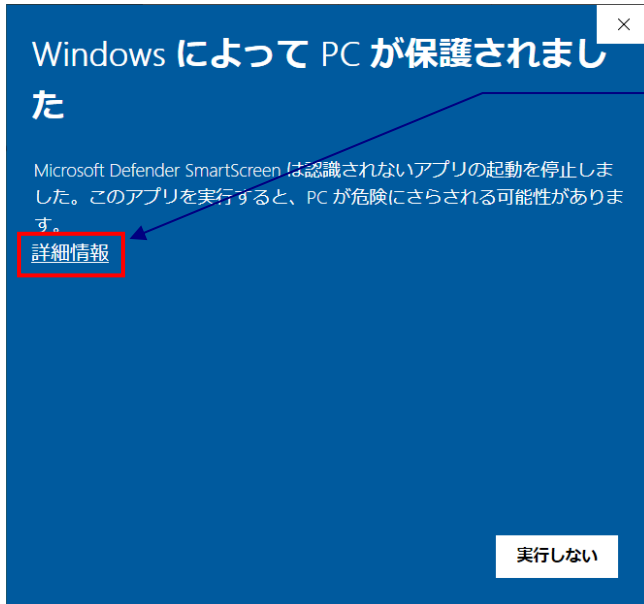 Windows によって PC が保護されまし
た
Microsoft Defender SmartScreen は認識されないアプリの起動を停止しま
した。このアプリを実行すると、PC が危険にさらされる可能性がありま
す。
詳細情報
実行しない